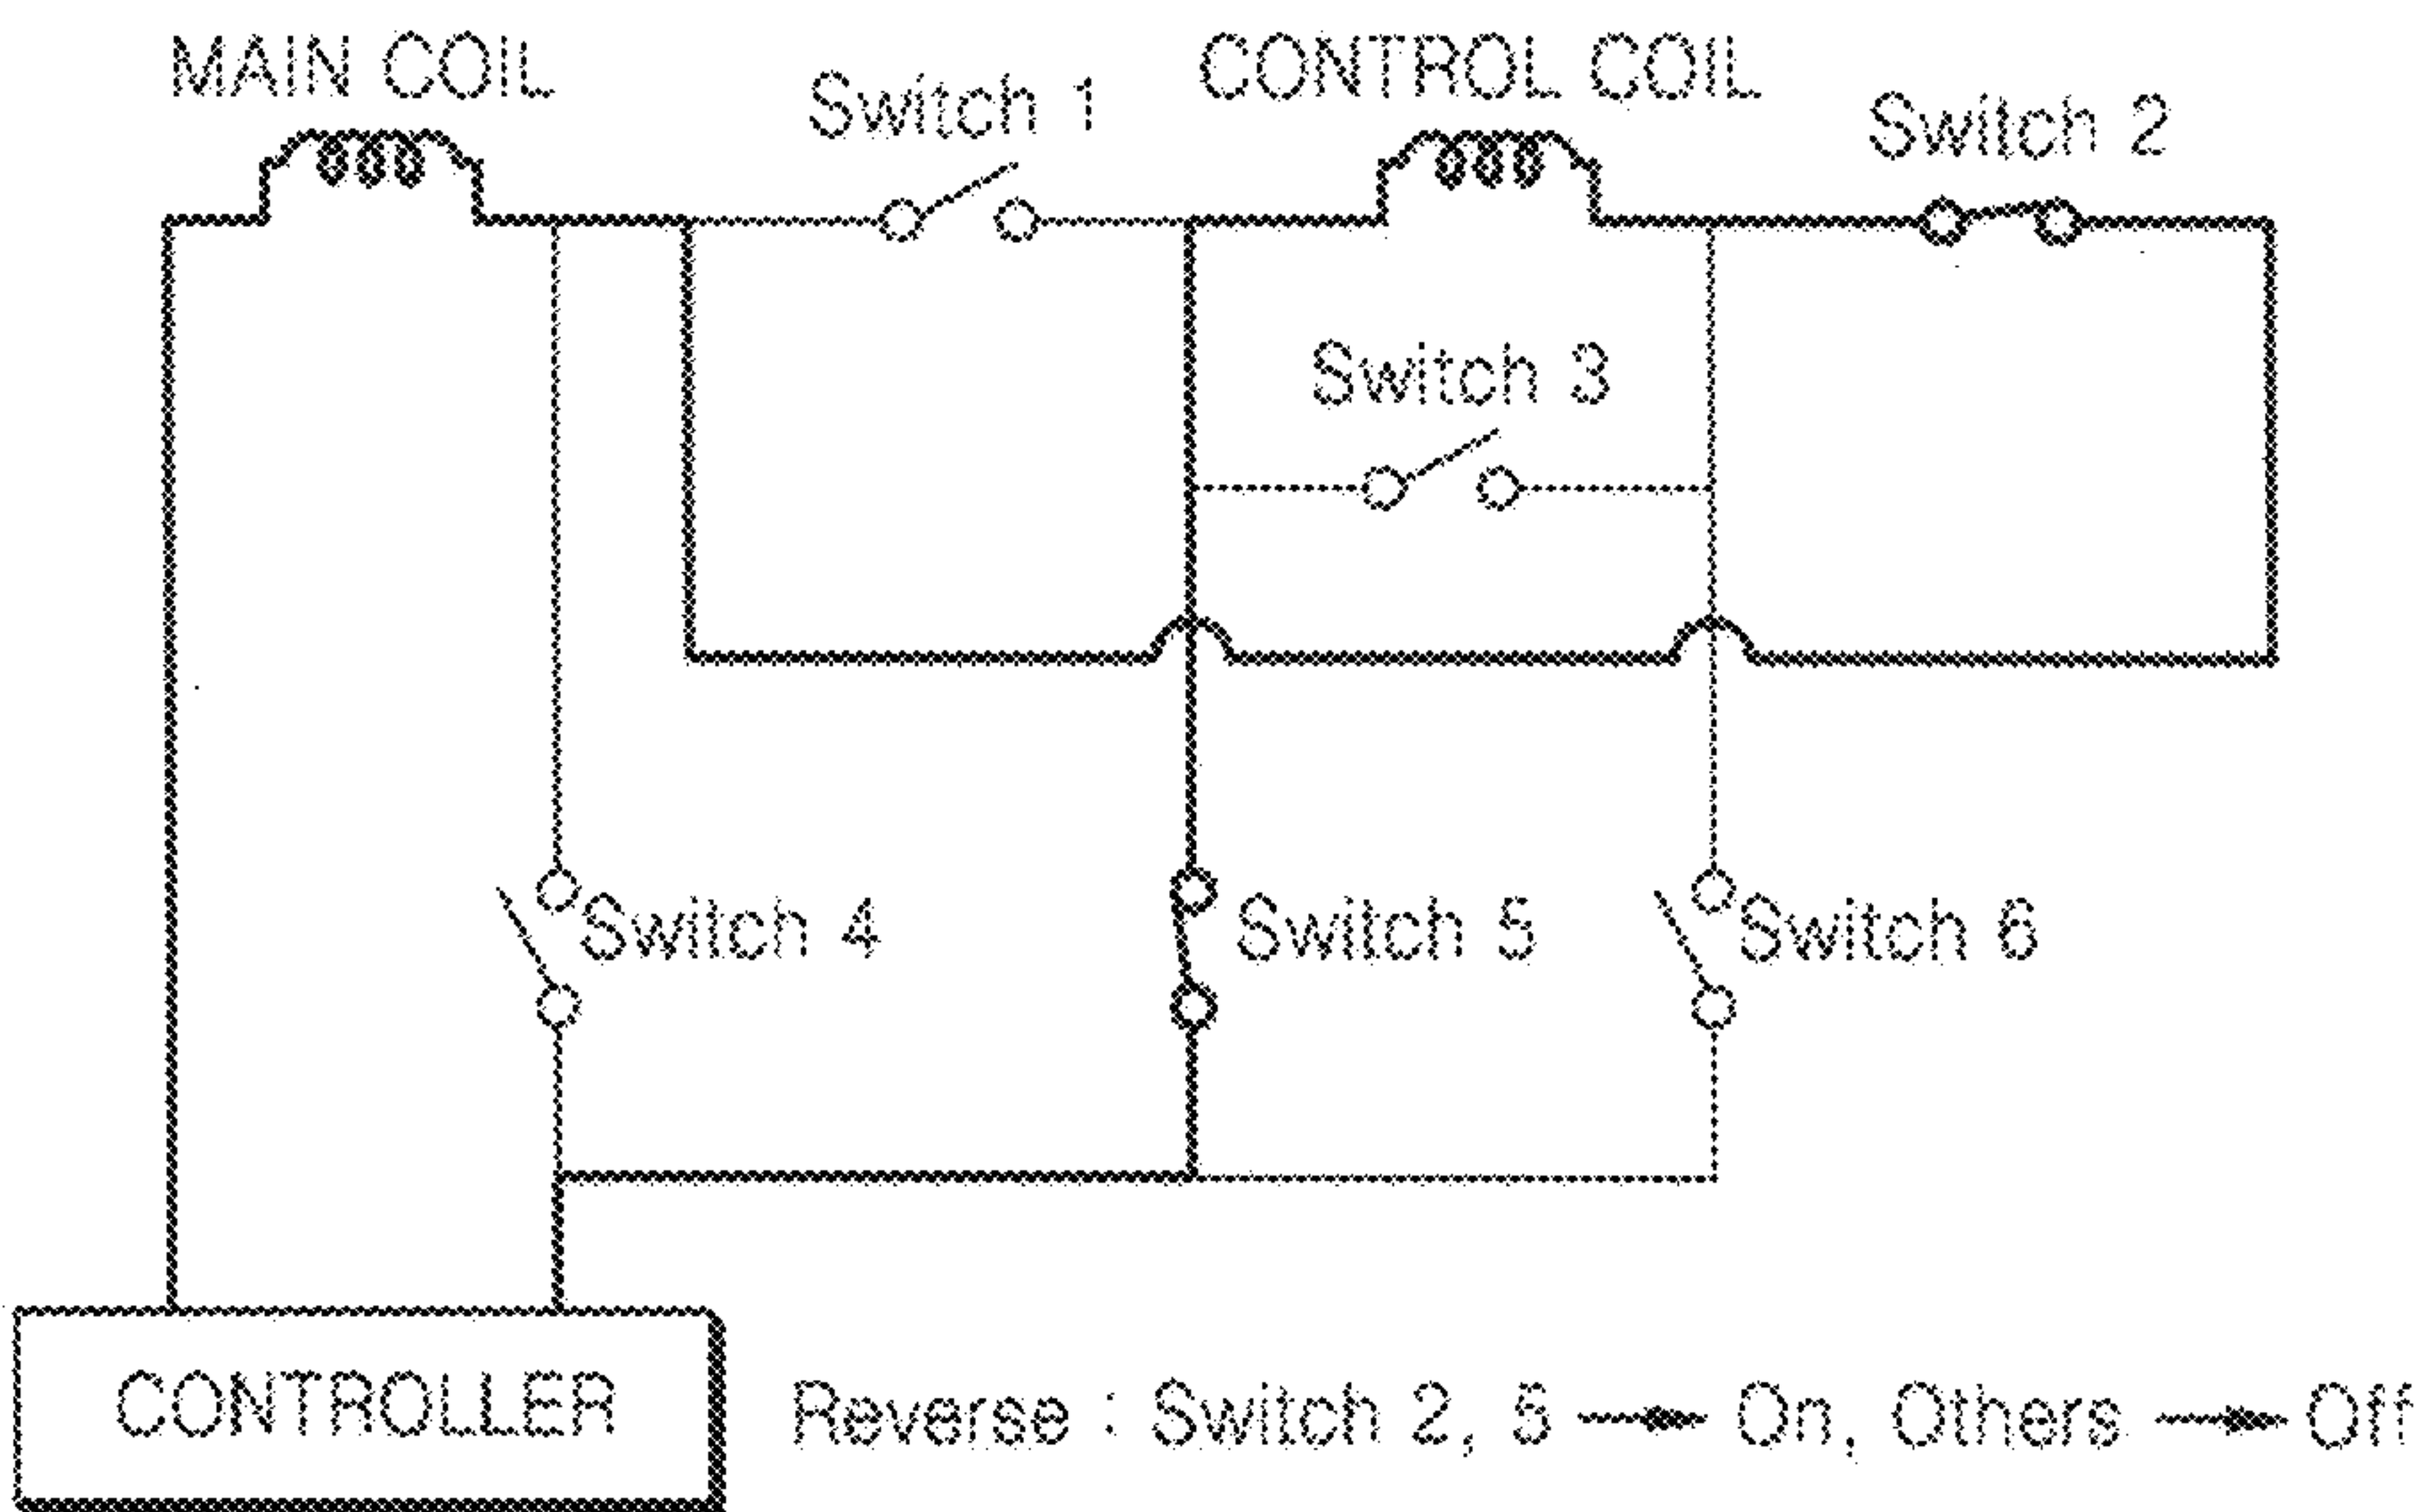 MAIN COIL
Switch 1
CONTROL COIL
Switch 2
Switch 3
Switch 4
Switch 5
Switch 6
CONTROLLER
Reverse : Switch 2, 5 → On, Others → Off